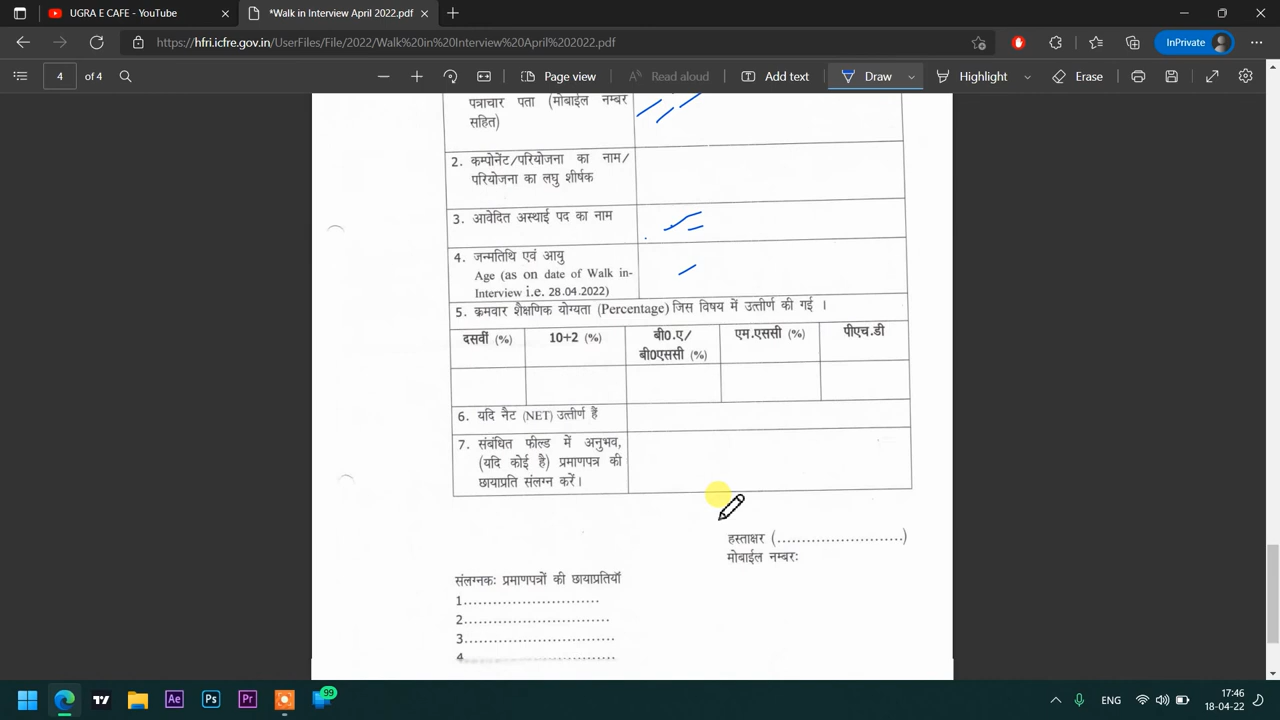 UGRA E CAFE - YouTube
*Walk in Interview April 2022.pdf
https://hfri.icfre.gov.in/UserFiles/File/2022/Walk%20in%20Interview%20April%202022.pdf
InPrivate
4 of 4
Page view
Read aloud
Add text
Draw
Highlight
Erase
पत्राचार पता (मोबाईल नम्बर
सहित)
2. कम्पोनेंट/परियोजना का नाम/
परियोजना का लघु शीर्षक
3. आवेदित अस्थाई पद का नाम
4. जन्मतिथि एवं आयु
Age (as on date of Walk in-
Interview i.e. 28.04.2022)
5. क्रमवार शैक्षणिक योग्यता (Percentage) जिस विषय में उत्तीर्ण की गई ।
दसवीं (%) 10+2 (%) बी0.ए/ एम.एससी (%) पीएच.डी
बी0एससी (%)
6. यदि नैट (NET) उत्तीर्ण हैं
7. संबंधित फील्ड में अनुभव,
(यदि कोई है) प्रमाणपत्र की
छायाप्रति संलग्न करें।
हस्ताक्षर (..........................)
मोबाईल नम्बरः
संलग्नकः प्रमाणपत्रों की छायाप्रतियाँ
1............................
2..............................
3...............................
4...............................
Ae
Ps
Pr
99
ENG
17:46
18-04-22